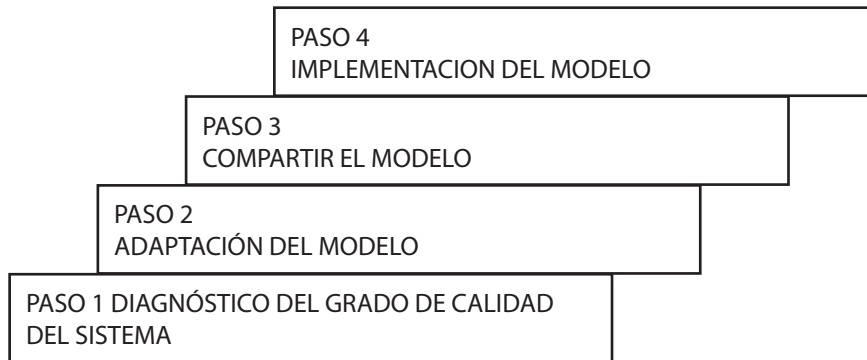 PASO 4
IMPLEMENTACION DEL MODELO
PASO 3
COMPARTIR EL MODELO
PASO 2
ADAPTACIÓN DEL MODELO
PASO 1 DIAGNÓSTICO DEL GRADO DE CALIDAD
DEL SISTEMA